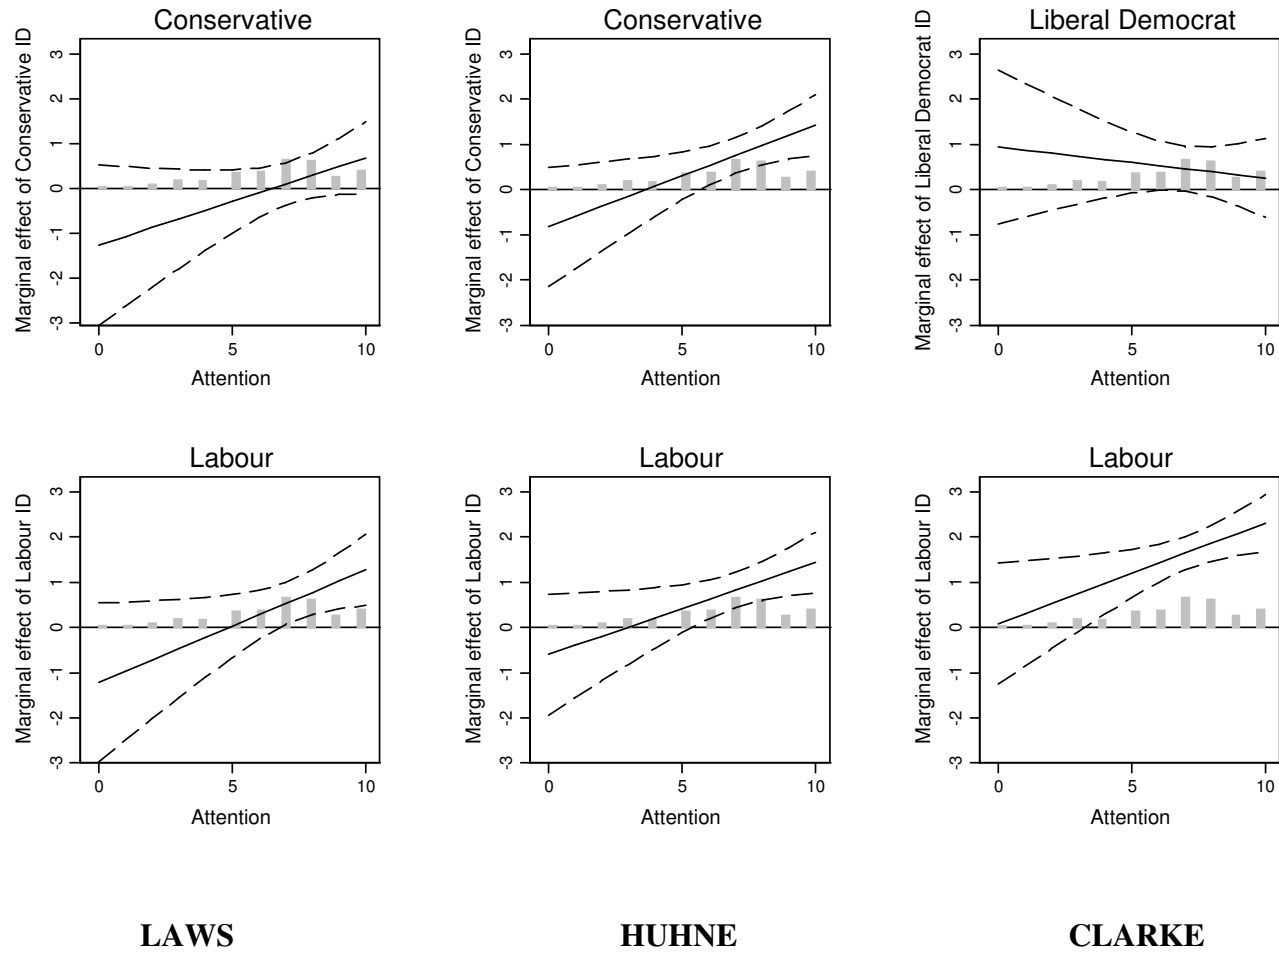 Conservative
Marginal effect of Conservative ID
3
2
1
0
-1
-2
-3
0 5 10
Attention
Conservative
Marginal effect of Conservative ID
3
2
1
0
-1
-2
-3
0 5 10
Attention
Liberal Democrat
Marginal effect of Liberal Democrat ID
3
2
1
0
-1
-2
-3
0 5 10
Attention
Labour
Marginal effect of Labour ID
3
2
1
0
-1
-2
-3
0 5 10
Attention
Labour
Marginal effect of Labour ID
3
2
1
0
-1
-2
-3
0 5 10
Attention
Labour
Marginal effect of Labour ID
3
2
1
0
-1
-2
-3
0 5 10
Attention
LAWS HUHNE CLARKE